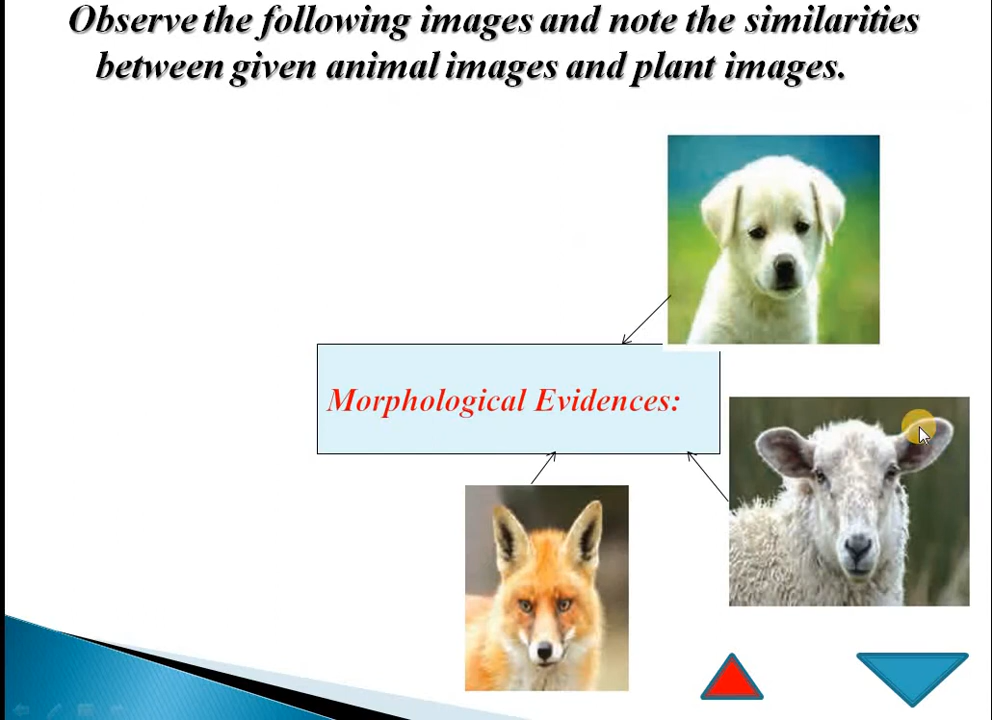 Observe the following images and note the similarities
between given animal images and plant images.
Morphological Evidences: